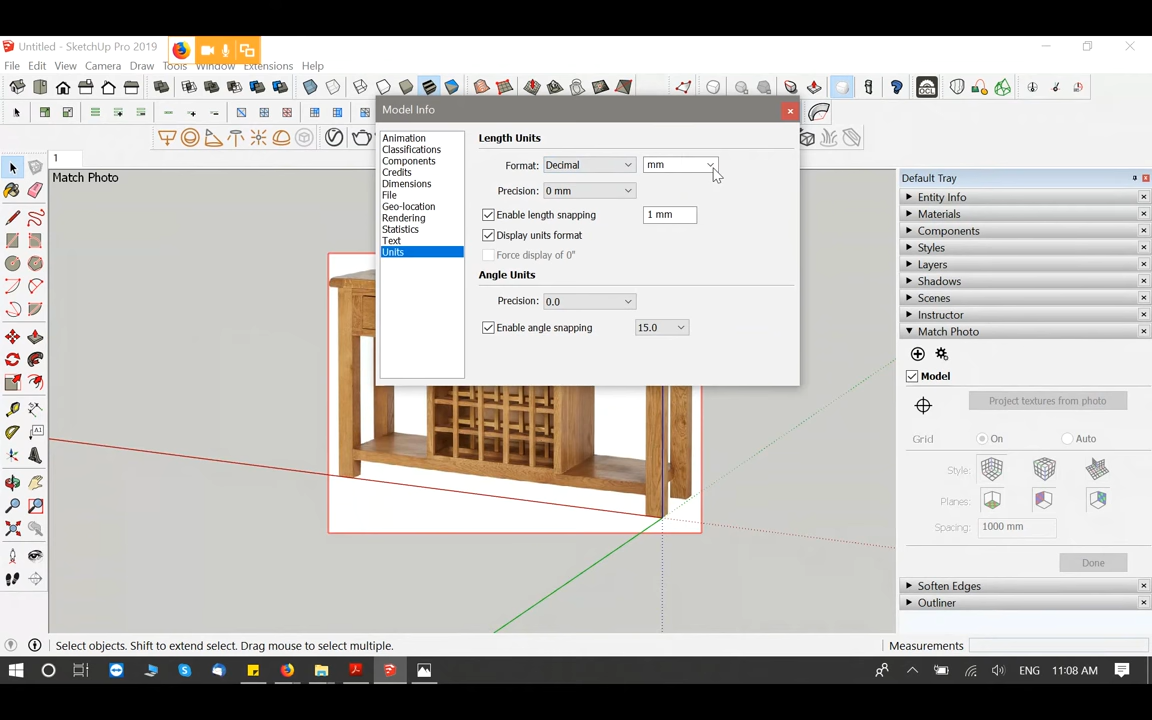 Untitled - SketchUp Pro 2019
File Edit View Camera Draw Tools Window Extensions Help
1
Match Photo
Model Info
Animation
Classifications
Components
Credits
Dimensions
File
Geo-location
Rendering
Statistics
Text
Units
Length Units
Format: Decimal mm
Precision: 0 mm
Enable length snapping 1 mm
Display units format
Force display of 0"
Angle Units
Precision: 0.0
Enable angle snapping 15.0
Default Tray
Entity Info
Materials
Components
Styles
Layers
Shadows
Scenes
Instructor
Match Photo
Model
Project textures from photo
Grid On Auto
Style:
Planes:
Spacing: 1000 mm
Done
Soften Edges
Outliner
Select objects. Shift to extend select. Drag mouse to select multiple.
Measurements
ENG 11:08 AM